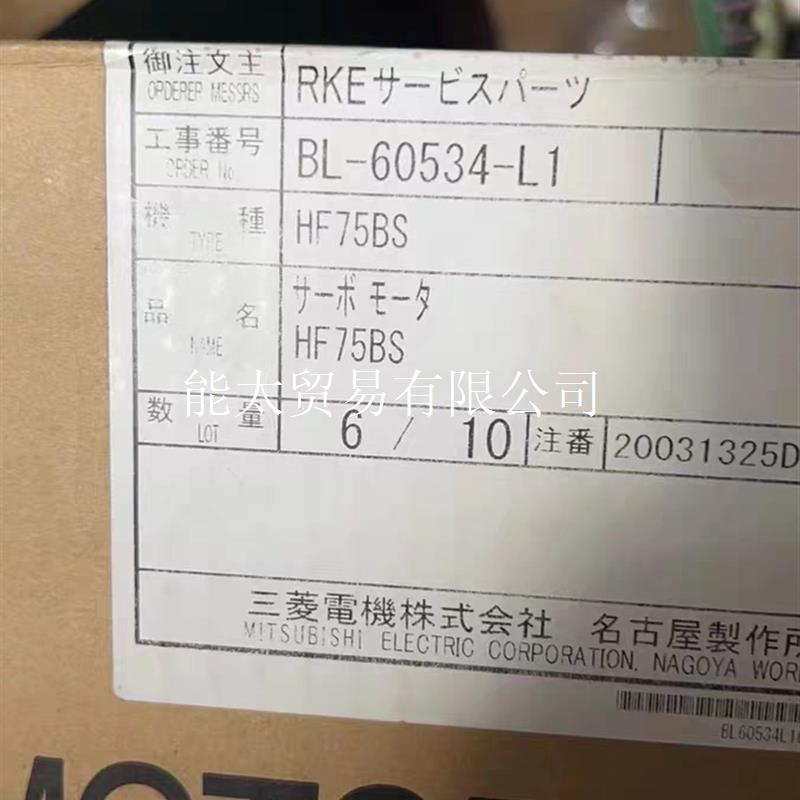 御注文主 RKEサービスパーツ
ORDERER MESSRS
工事番号 BL-60534-L1
ORDER No.
機種 HF75BS
TYPE
品名 サーボ モータ
NAME HF75BS
能太贸易有限公司
数量 6 / 10 注番 20031325D
LOT
三菱電機株式会社 名古屋製作所
MITSUBISHI ELECTRIC CORPORATION. NAGOYA WOR
BL60534L1